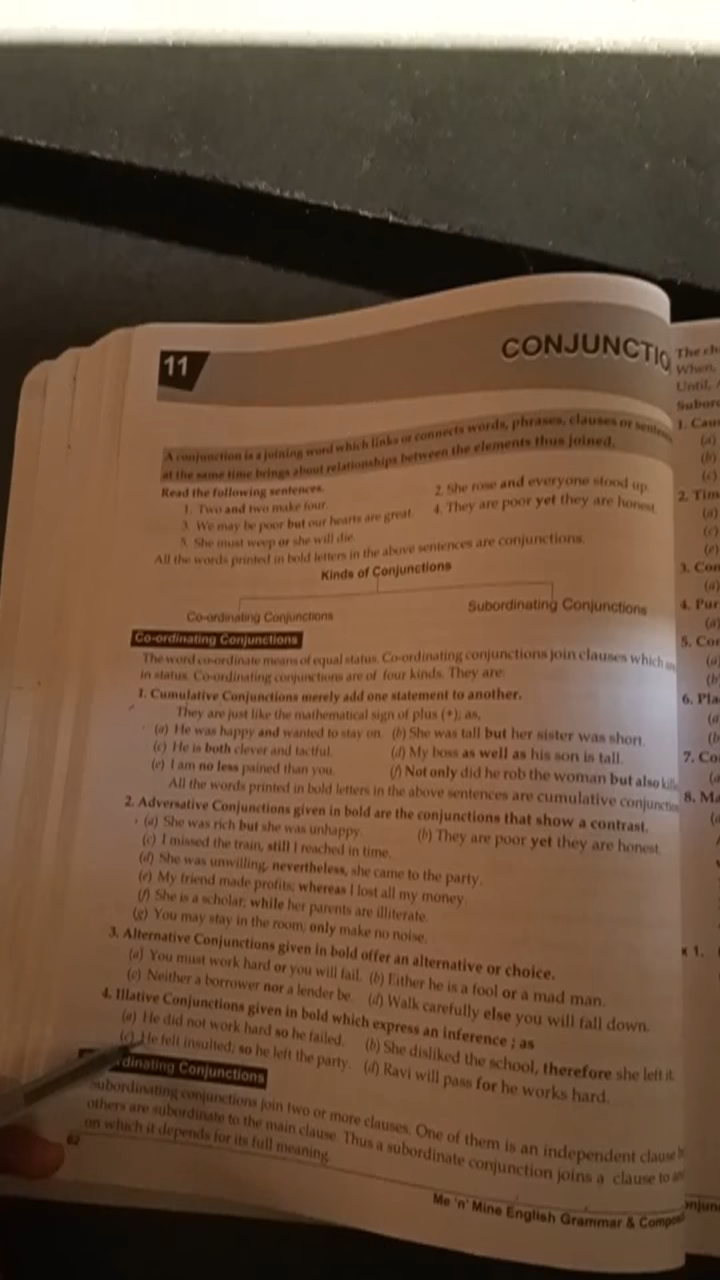 11
CONJUNCTIO
A conjunction is a joining word which links or connects words, phrases, clauses or
at the same time brings about relationships between the elements thus joined.
Read the following sentences.
1. Two and two make four.
2. She rose and everyone stood up.
3. We may be poor but our hearts are great.
4. They are poor yet they are honest.
5. She must weep or she will die.
All the words printed in bold letters in the above sentences are conjunctions.
Kinds of Conjunctions
Co-ordinating Conjunctions
Subordinating Conjunctions
Co-ordinating Conjunctions
The word co-ordinate means of equal status. Co-ordinating conjunctions join clauses which
in status. Co-ordinating conjunctions are of four kinds. They are:
1. Cumulative Conjunctions merely add one statement to another.
They are just like the mathematical sign of plus (+); as,
(a) He was happy and wanted to stay on. (b) She was tall but her sister was short.
(c) He is both clever and tactful. (d) My boss as well as his son is tall.
(e) I am no less pained than you. (f) Not only did he rob the woman but also
All the words printed in bold letters in the above sentences are cumulative
2. Adversative Conjunctions given in bold are the conjunctions that show a contrast.
(a) She was rich but she was unhappy. (b) They are poor yet they are honest.
(c) I missed the train, still I reached in time.
(d) She was unwilling, nevertheless, she came to the party.
(e) My friend made profits; whereas I lost all my money.
(f) She is a scholar; while her parents are illiterate.
(g) You may stay in the room; only make no noise.
3. Alternative Conjunctions given in bold offer an alternative or choice.
(a) You must work hard or you will fail. (b) Either he is a fool or a mad man.
(c) Neither a borrower nor a lender be. (d) Walk carefully else you will fall down.
4. Illative Conjunctions given in bold which express an inference ; as
(a) He did not work hard so he failed. (b) She disliked the school, therefore she left it.
(c) He felt insulted; so he left the party. (d) Ravi will pass for he works hard.
dinating Conjunctions
Subordinating conjunctions join two or more clauses. One of them is an independent clause
others are subordinate to the main clause. Thus a subordinate conjunction joins a clause to
on which it depends for its full meaning.
62
Me 'n' Mine English Grammar &
The
When,
Until,
1.
(a)
(b)
(c)
2.
(a)
(c)
(e)
3.
(a)
4.
(a)
5.
(a)
(b)
6.
(a)
(b)
7.
(a)
8.
(a)
1.